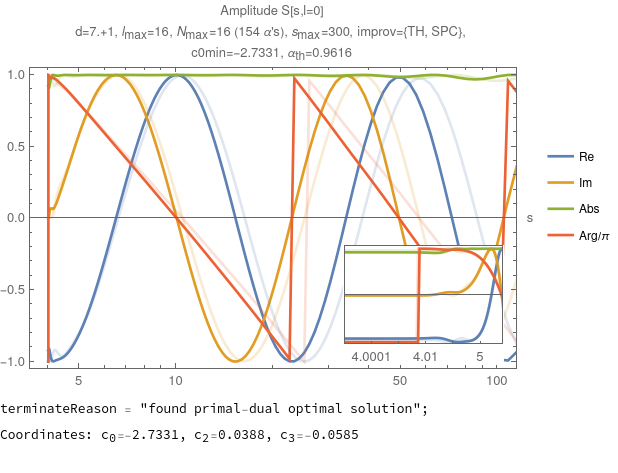 Amplitude S[s,l=0]
d=7.+1, lmax=16, Nmax=16 (154 α's), smax=300, improv={TH, SPC},
c0min=−2.7331, αth=0.9616
1.0
0.5
0.0
−0.5
−1.0
5 10 50 100
s
4.0001 4.01 5
Re
Im
Abs
Arg/π
terminateReason = "found primal-dual optimal solution";
Coordinates: c0=-2.7331, c2=0.0388, c3=-0.0585